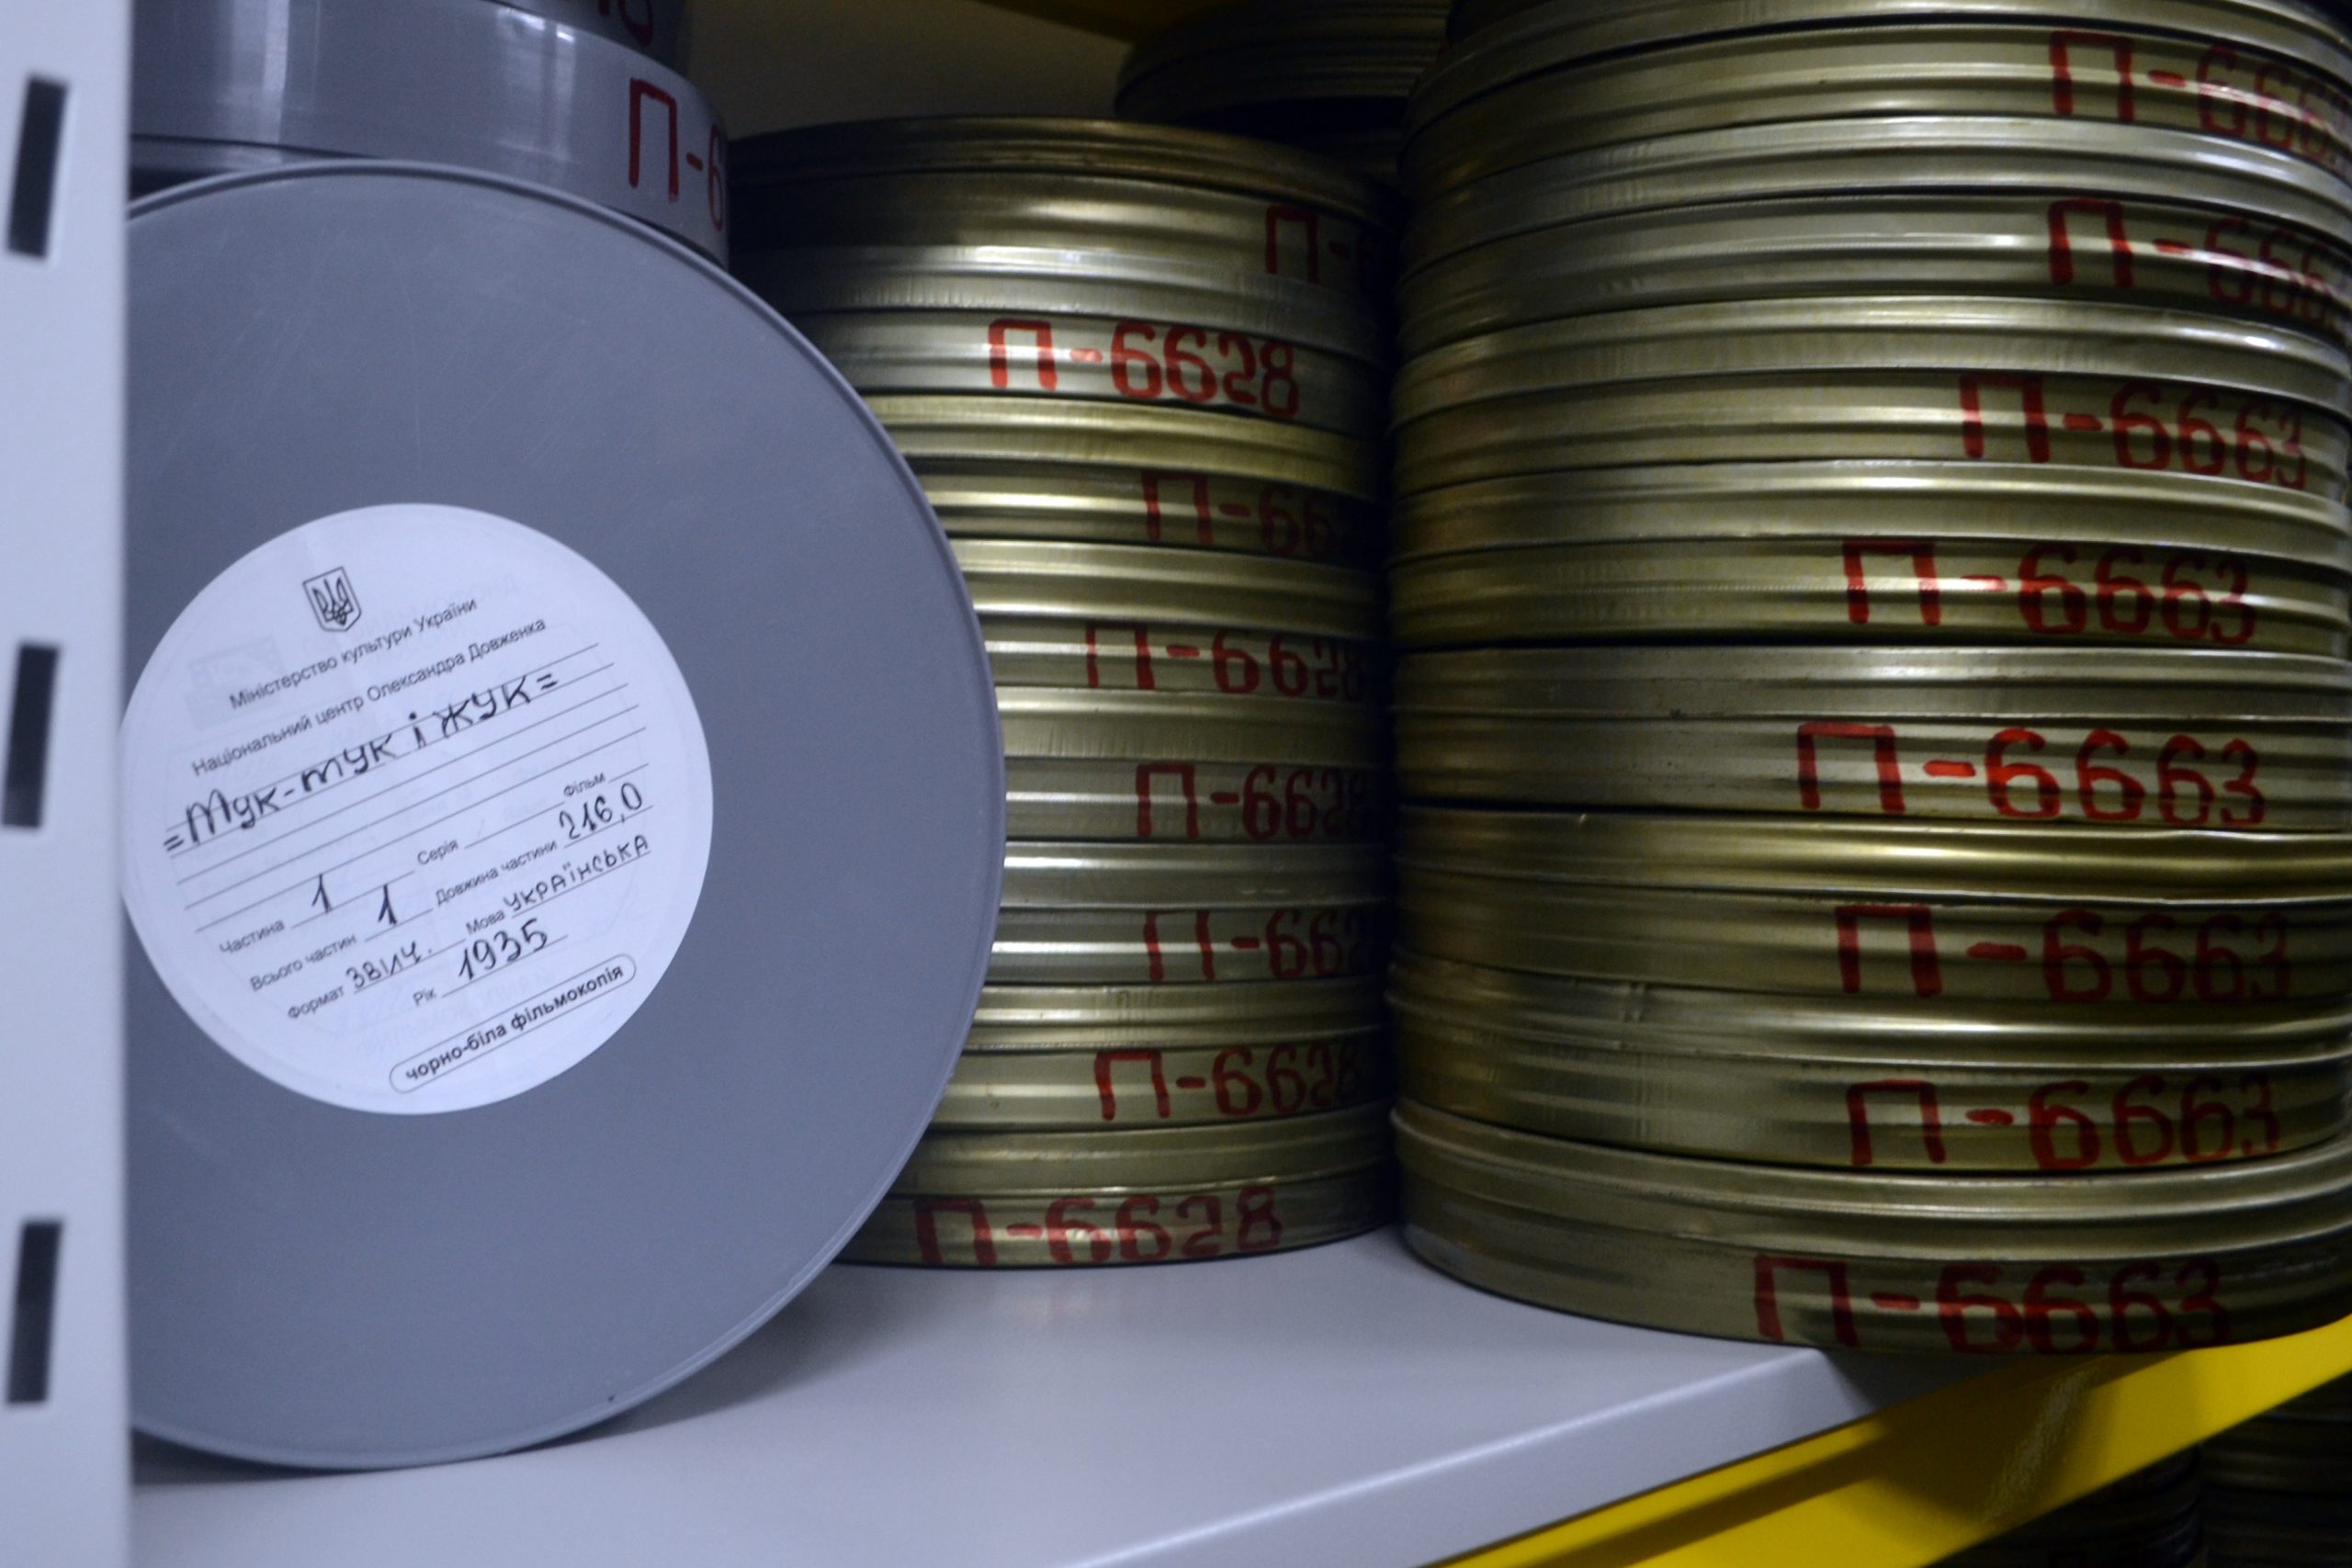 Міністерство культури України
Національний центр Олександра Довженка
=Тук-тук і жук=
Фільм
Частина 1 Серія
Всього частин 1 Довжина частини 216,0
Формат звич. Мова українська
Рік 1935
чорно-біла фільмокопія
П-6
П-6628
П-6628
П-6628
П-6628
П-6663
П-6663
П-6663
П-6663
П-6663
П-6663